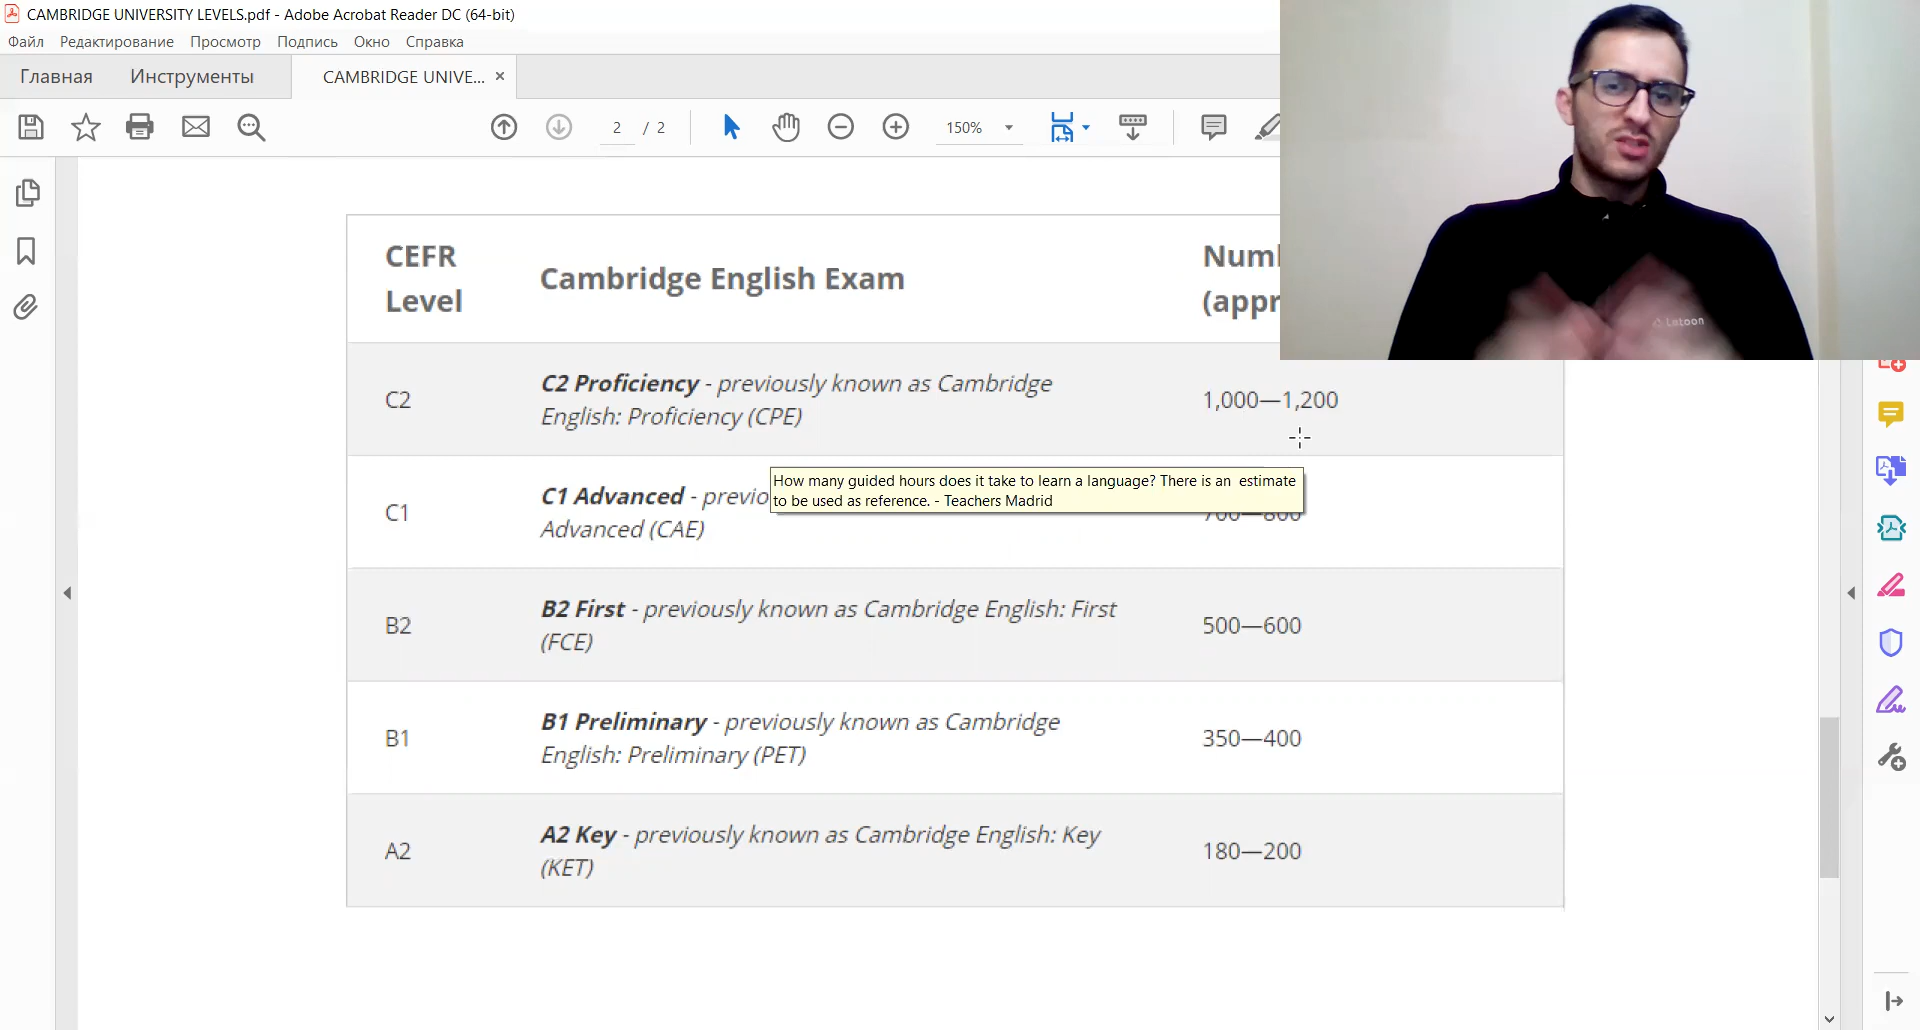 CAMBRIDGE UNIVERSITY LEVELS.pdf - Adobe Acrobat Reader DC (64-bit)
Файл Редактирование Просмотр Подпись Окно Справка
Главная Инструменты CAMBRIDGE UNIVE... ×
2 / 2 150%
CEFR
Level
Cambridge English Exam
Num
(appr
C2
C2 Proficiency - previously known as Cambridge
English: Proficiency (CPE)
1,000—1,200
How many guided hours does it take to learn a language? There is an estimate
to be used as reference. - Teachers Madrid
C1
C1 Advanced - previo
Advanced (CAE)
700—800
B2
B2 First - previously known as Cambridge English: First
(FCE)
500—600
B1
B1 Preliminary - previously known as Cambridge
English: Preliminary (PET)
350—400
A2
A2 Key - previously known as Cambridge English: Key
(KET)
180—200
Lotoon